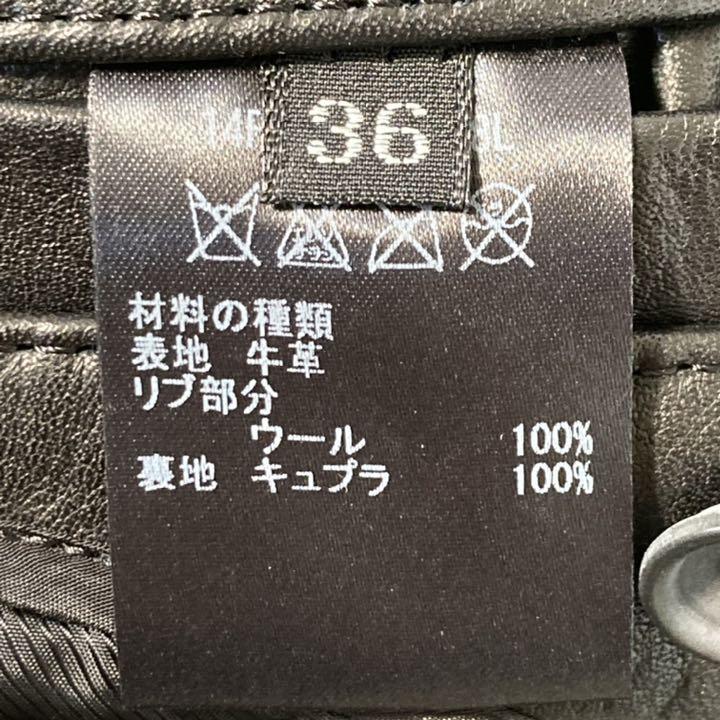 36
材料の種類
表地 牛革
リブ部分
ウール 100%
裏地 キュプラ 100%